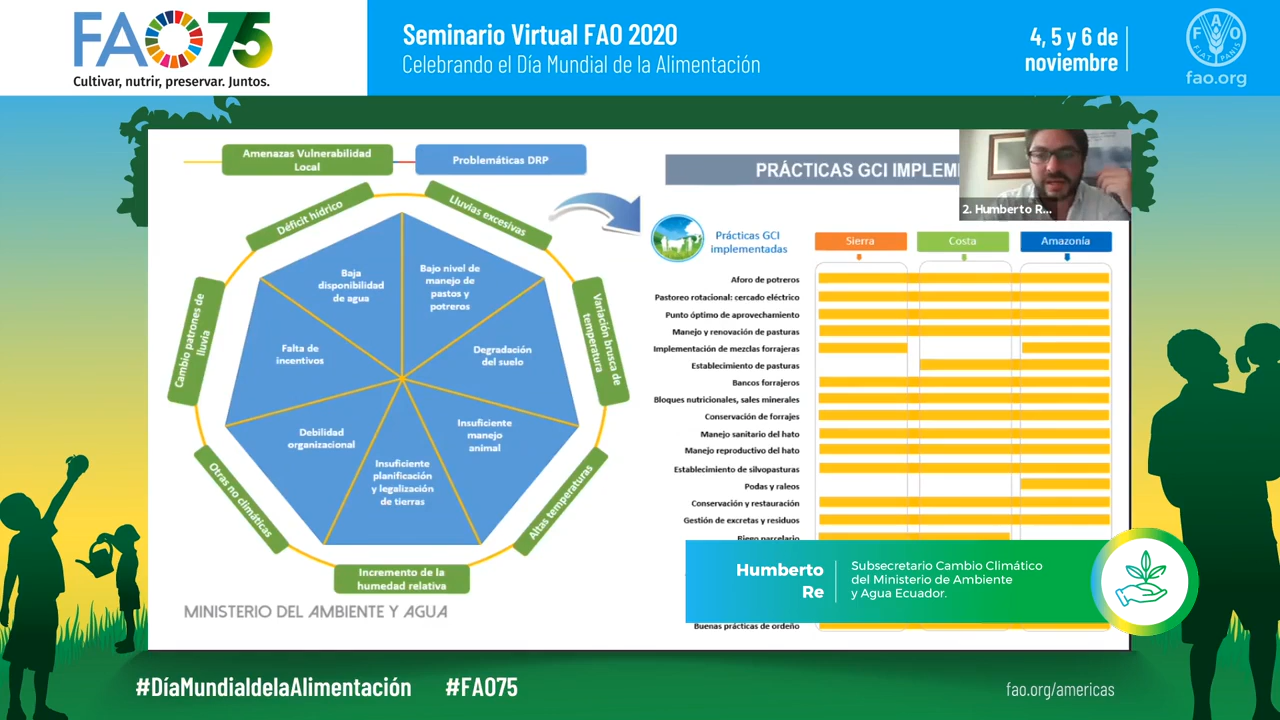 FAO75
Cultivar, nutrir, preservar. Juntos.
Seminario Virtual FAO 2020
Celebrando el Día Mundial de la Alimentación
4, 5 y 6 de
noviembre
FAO
FIAT PANIS
fao.org
Amenazas Vulnerabilidad
Local
Problemáticas DRP
Déficit hídrico
Lluvias excesivas
Variación brusca de
temperatura
Altas temperaturas
Incremento de la
humedad relativa
Otras no climáticas
Cambio patrones de
lluvia
Baja
disponibilidad
de agua
Bajo nivel de
manejo de
pastos y
potreros
Degradación
del suelo
Insuficiente
manejo
animal
Insuficiente
planificación
y legalización
de tierras
Debilidad
organizacional
Falta de
incentivos
MINISTERIO DEL AMBIENTE Y AGUA
PRÁCTICAS GCI IMPLEM
2. Humberto R...
Prácticas GCI
implementadas
Sierra
Costa
Amazonía
Aforo de potreros
Pastoreo rotacional: cercado eléctrico
Punto óptimo de aprovechamiento
Manejo y renovación de pasturas
Implementación de mezclas forrajeras
Establecimiento de pasturas
Bancos forrajeros
Bloques nutricionales, sales minerales
Conservación de forrajes
Manejo sanitario del hato
Manejo reproductivo del hato
Establecimiento de silvopasturas
Podas y raleos
Conservación y restauración
Gestión de excretas y residuos
Riego parcelario
Buenas prácticas de ordeño
Humberto
Re
Subsecretario Cambio Climático
del Ministerio de Ambiente
y Agua Ecuador.
#DíaMundialdelaAlimentación
#FAO75
fao.org/americas